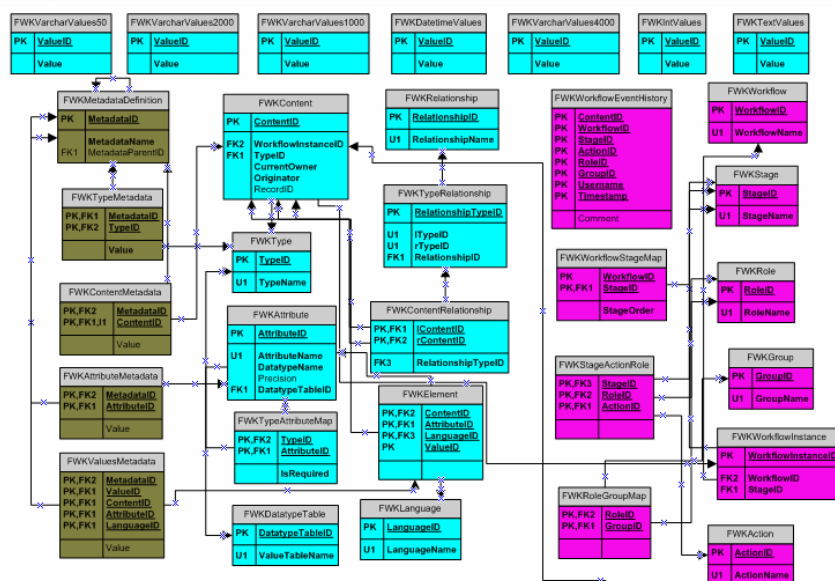 FWKVarcharValues50
PK ValueID
Value
FWKVarcharValues2000
PK ValueID
Value
FWKVarcharValues1000
PK ValueID
Value
FWKDatetimeValues
PK ValueID
Value
FWKVarcharValues4000
PK ValueID
Value
FWKIntValues
PK ValueID
Value
FWKTextValues
PK ValueID
Value
FWKMetadataDefinition
PK MetadataID
MetadataName
FK1 MetadataParentID
FWKContent
PK ContentID
FK2 WorkflowInstanceID
FK1 TypeID
CurrentOwner
Originator
RecordID
FWKRelationship
PK RelationshipID
U1 RelationshipName
FWKWorkflowEventHistory
PK ContentID
PK WorkflowID
PK StageID
PK ActionID
PK RoleID
PK GroupID
PK Username
PK Timestamp
Comment
FWKWorkflow
PK WorkflowID
U1 WorkflowName
FWKStage
PK StageID
U1 StageName
FWKTypeMetadata
PK,FK1 MetadataID
PK,FK2 TypeID
Value
FWKType
PK TypeID
U1 TypeName
FWKTypeRelationship
PK RelationshipTypeID
U1 lTypeID
U1 rTypeID
FK1 RelationshipID
FWKWorkflowStageMap
PK WorkflowID
PK,FK1 StageID
StageOrder
FWKRole
PK RoleID
U1 RoleName
FWKContentMetadata
PK,FK2 MetadataID
PK,FK1,I1 ContentID
Value
FWKAttribute
PK AttributeID
U1 AttributeName
DatatypeName
Precision
FK1 DatatypeTableID
FWKContentRelationship
PK,FK1 lContentID
PK,FK2 rContentID
FK3 RelationshipTypeID
FWKStageActionRole
PK,FK3 StageID
PK,FK2 RoleID
PK,FK1 ActionID
FWKGroup
PK GroupID
U1 GroupName
FWKAttributeMetadata
PK,FK2 MetadataID
PK,FK1 AttributeID
Value
FWKTypeAttributeMap
PK,FK2 TypeID
PK,FK1 AttributeID
IsRequired
FWKElement
PK,FK2 ContentID
PK,FK1 AttributeID
PK,FK3 LanguageID
PK ValueID
FWKWorkflowInstance
PK WorkflowInstanceID
FK2 WorkflowID
FK1 StageID
FWKValuesMetadata
PK,FK2 MetadataID
PK,FK1 ValueID
PK,FK1 ContentID
PK,FK1 AttributeID
PK,FK1 LanguageID
Value
FWKDatatypeTable
PK DatatypeTableID
U1 ValueTableName
FWKLanguage
PK LanguageID
U1 LanguageName
FWKRoleGroupMap
PK,FK2 RoleID
PK,FK1 GroupID
FWKAction
PK ActionID
U1 ActionName